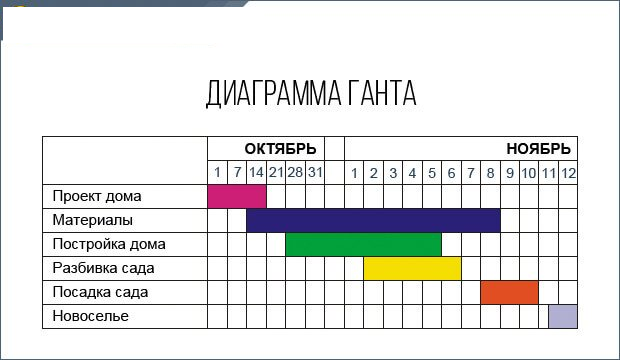 ДИАГРАММА ГАНТА
ОКТЯБРЬ НОЯБРЬ
1 7 14 21 28 31 1 2 3 4 5 6 7 8 9 10 11 12
Проект дома
Материалы
Постройка дома
Разбивка сада
Посадка сада
Новоселье